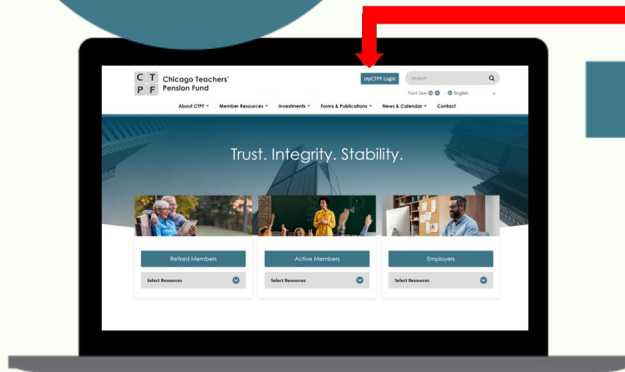 C T
P F
Chicago Teachers'
Pension Fund
myCTPF Login
Search
Font Size
English
About CTPF
Member Resources
Investments
Forms & Publications
News & Calendar
Contact
Trust. Integrity. Stability.
Retired Members
Active Members
Employers
Select Resources
Select Resources
Select Resources